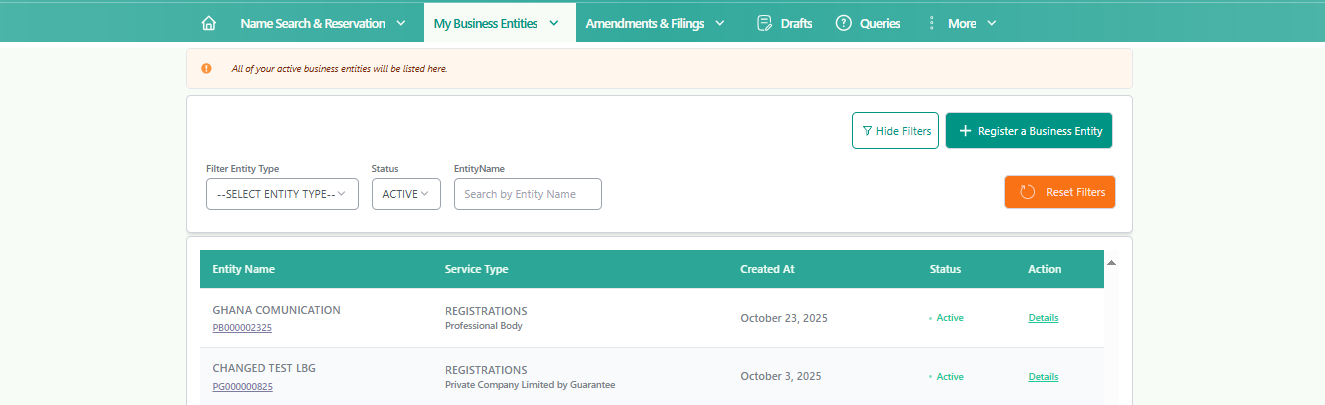 Name Search & Reservation My Business Entities Amendments & Filings Drafts Queries More
All of your active business entities will be listed here.
Hide Filters Register a Business Entity
Filter Entity Type Status EntityName
--SELECT ENTITY TYPE-- ACTIVE Search by Entity Name Reset Filters
Entity Name Service Type Created At Status Action
GHANA COMUNICATION REGISTRATIONS October 23, 2025 Active Details
PB000002325 Professional Body
CHANGED TEST LBG REGISTRATIONS October 3, 2025 Active Details
PG000000825 Private Company Limited by Guarantee